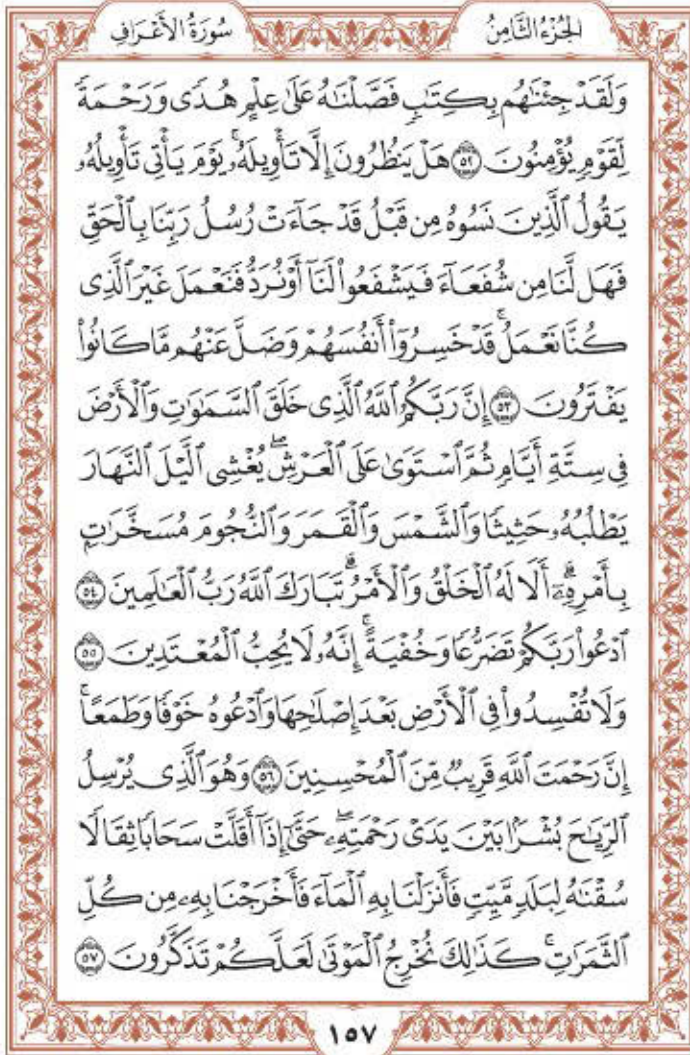 سُورَةُ الأَعْرَافِ
الجُزْءُ الثَّامِنُ
وَلَقَدْ جِئْنَٰهُم بِكِتَٰبٍ فَصَّلْنَٰهُ عَلَىٰ عِلْمٍ هُدًى وَرَحْمَةً
لِّقَوْمٍ يُؤْمِنُونَ ٥٢ هَلْ يَنظُرُونَ إِلَّا تَأْوِيلَهُۥۚ يَوْمَ يَأْتِي تَأْوِيلُهُۥ
يَقُولُ ٱلَّذِينَ نَسُوهُ مِن قَبْلُ قَدْ جَآءَتْ رُسُلُ رَبِّنَا بِٱلْحَقِّ
فَهَل لَّنَا مِن شُفَعَآءَ فَيَشْفَعُوا۟ لَنَآ أَوْ نُرَدُّ فَنَعْمَلَ غَيْرَ ٱلَّذِى
كُنَّا نَعْمَلُۚ قَدْ خَسِرُوٓا۟ أَنفُسَهُمْ وَضَلَّ عَنْهُم مَّا كَانُوا۟
يَفْتَرُونَ ٥٣ إِنَّ رَبَّكُمُ ٱللَّهُ ٱلَّذِى خَلَقَ ٱلسَّمَٰوَٰتِ وَٱلْأَرْضَ
فِى سِتَّةِ أَيَّامٍ ثُمَّ ٱسْتَوَىٰ عَلَى ٱلْعَرْشِۖ يُغْشِى ٱلَّيْلَ ٱلنَّهَارَ
يَطْلُبُهُۥ حَثِيثًا وَٱلشَّمْسَ وَٱلْقَمَرَ وَٱلنُّجُومَ مُسَخَّرَٰتٍۭ
بِأَمْرِهِۦٓۗ أَلَا لَهُ ٱلْخَلْقُ وَٱلْأَمْرُۗ تَبَارَكَ ٱللَّهُ رَبُّ ٱلْعَٰلَمِينَ ٥٤
ٱدْعُوا۟ رَبَّكُمْ تَضَرُّعًا وَخُفْيَةًۚ إِنَّهُۥ لَا يُحِبُّ ٱلْمُعْتَدِينَ ٥٥
وَلَا تُفْسِدُوا۟ فِى ٱلْأَرْضِ بَعْدَ إِصْلَٰحِهَا وَٱدْعُوهُ خَوْفًا وَطَمَعًاۚ
إِنَّ رَحْمَتَ ٱللَّهِ قَرِيبٌ مِّنَ ٱلْمُحْسِنِينَ ٥٦ وَهُوَ ٱلَّذِى يُرْسِلُ
ٱلرِّيَٰحَ بُشْرًۢا بَيْنَ يَدَىْ رَحْمَتِهِۦۖ حَتَّىٰٓ إِذَآ أَقَلَّتْ سَحَابًا ثِقَالًا
سُقْنَٰهُ لِبَلَدٍ مَّيِّتٍ فَأَنزَلْنَا بِهِ ٱلْمَآءَ فَأَخْرَجْنَا بِهِۦ مِن كُلِّ
ٱلثَّمَرَٰتِۚ كَذَٰلِكَ نُخْرِجُ ٱلْمَوْتَىٰ لَعَلَّكُمْ تَذَكَّرُونَ ٥٧
١٥٧